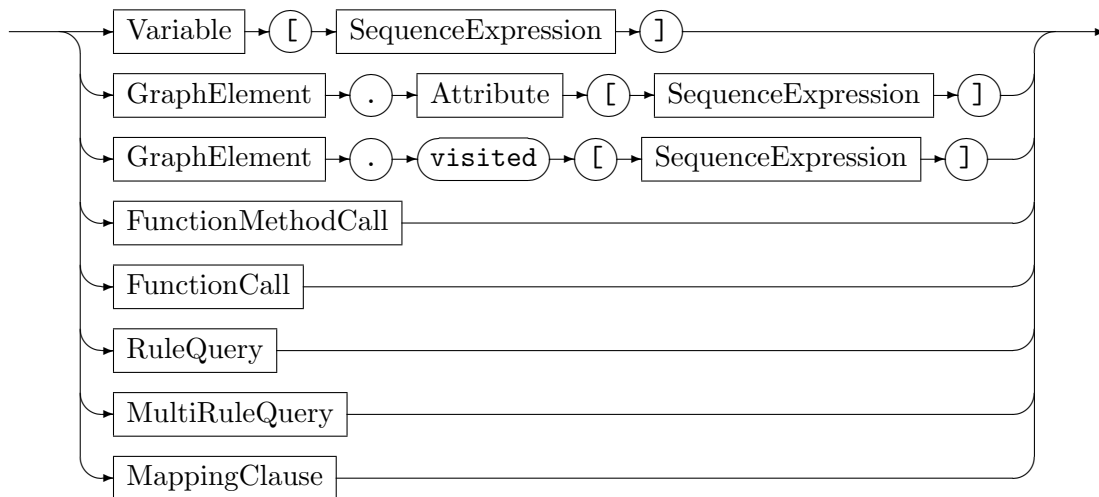 Variable [ SequenceExpression ]
GraphElement . Attribute [ SequenceExpression ]
GraphElement . visited [ SequenceExpression ]
FunctionMethodCall
FunctionCall
RuleQuery
MultiRuleQuery
MappingClause